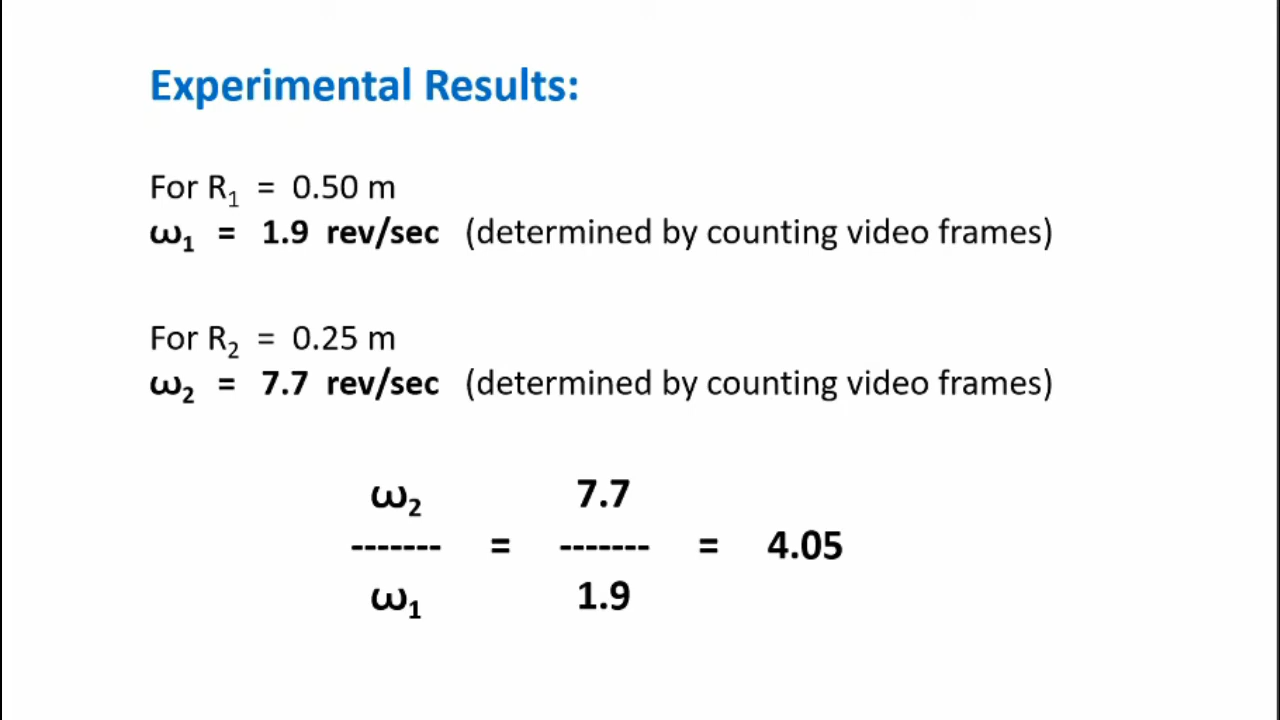 Experimental Results:
For R₁ = 0.50 m
ω₁ = 1.9 rev/sec (determined by counting video frames)
For R₂ = 0.25 m
ω₂ = 7.7 rev/sec (determined by counting video frames)
ω₂ 7.7
------- = ------- = 4.05
ω₁ 1.9